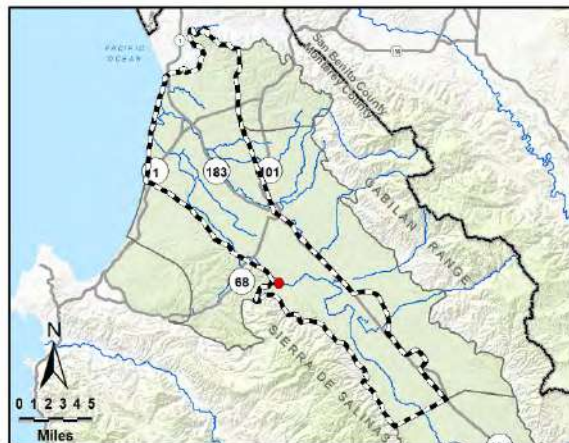 PACIFIC
OCEAN
1
San Benito County
Monterey County
1
183
101
GABILAN RANGE
68
SIERRA DE SALINAS
N
0 1 2 3 4 5
Miles